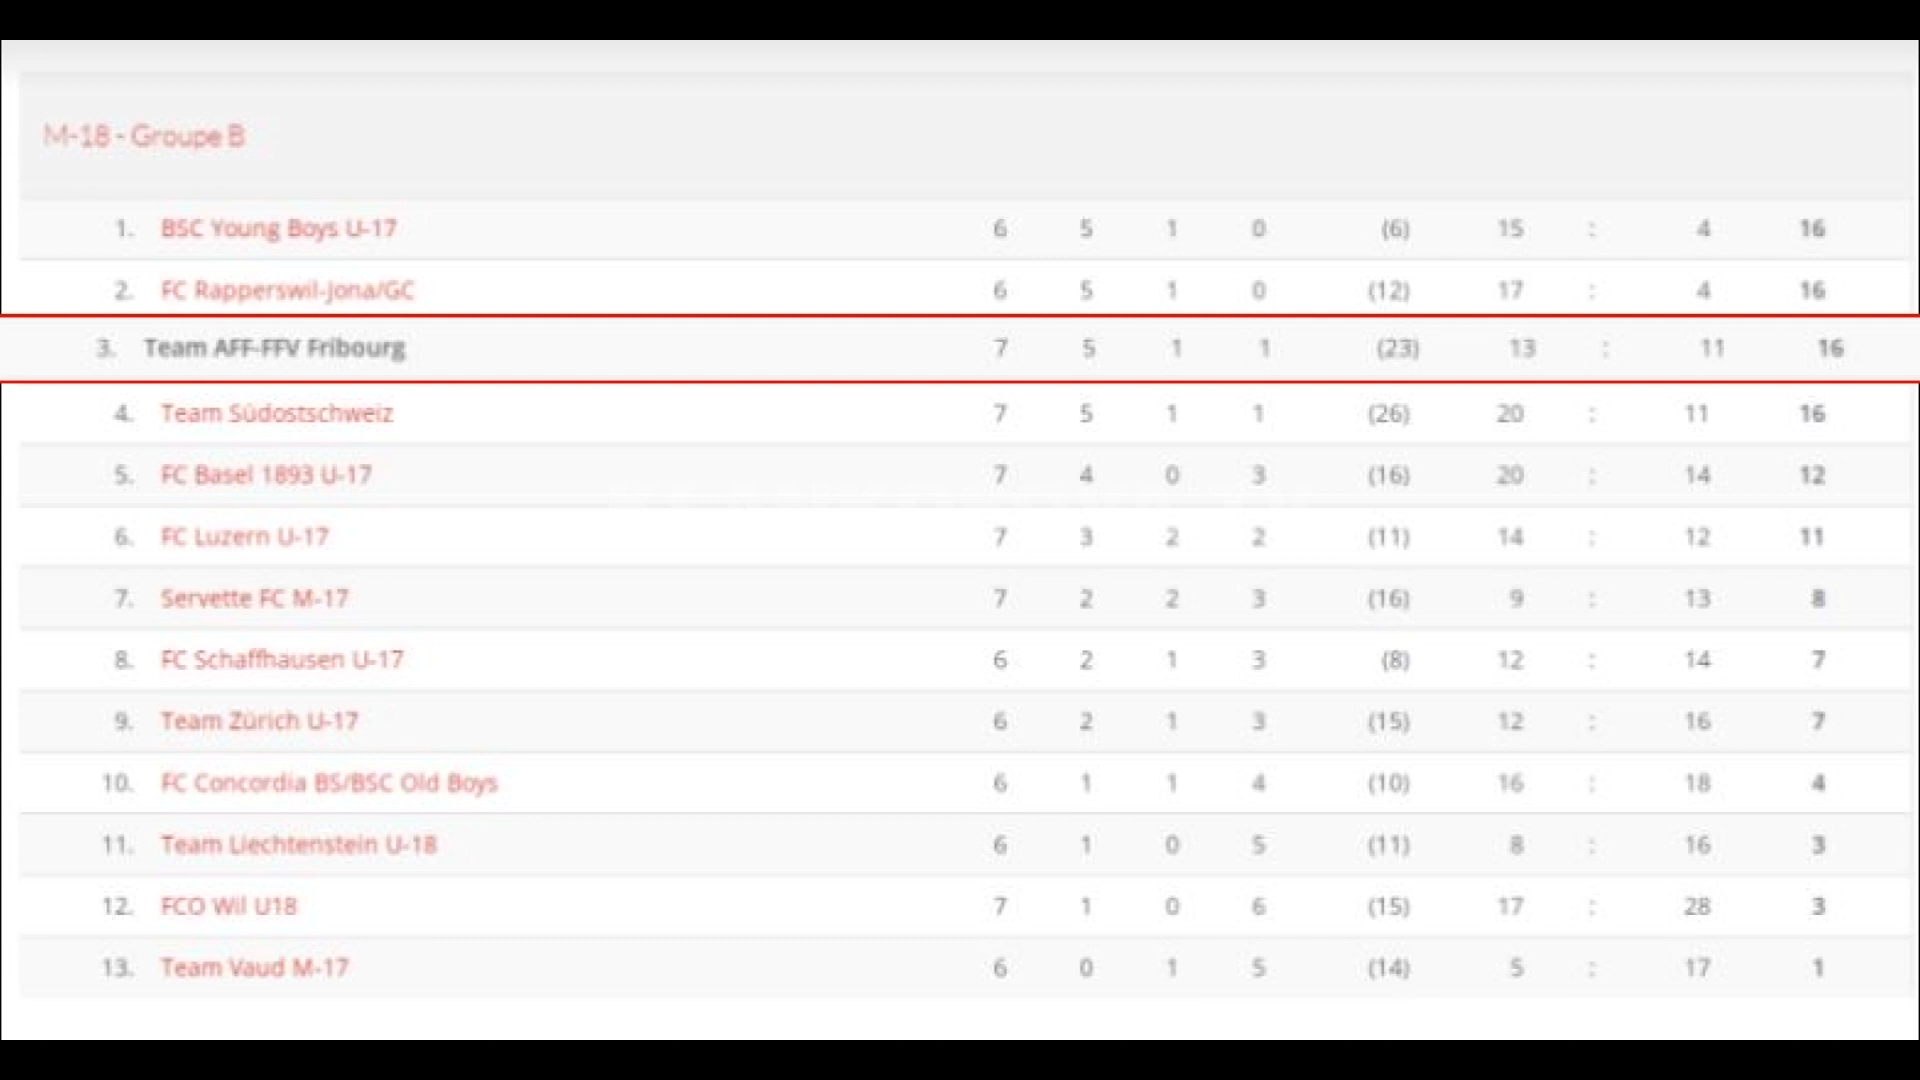 M-18 - Groupe B
1. BSC Young Boys U-17 6 5 1 0 (6) 15 : 4 16
2. FC Rapperswil-Jona/GC 6 5 1 0 (12) 17 : 4 16
3. Team AFF-FFV Fribourg 7 5 1 1 (23) 13 : 11 16
4. Team Südostschweiz 7 5 1 1 (26) 20 : 11 16
5. FC Basel 1893 U-17 7 4 0 3 (16) 20 : 14 12
6. FC Luzern U-17 7 3 2 2 (11) 14 : 12 11
7. Servette FC M-17 7 2 2 3 (16) 9 : 13 8
8. FC Schaffhausen U-17 6 2 1 3 (8) 12 : 14 7
9. Team Zürich U-17 6 2 1 3 (15) 12 : 16 7
10. FC Concordia BS/BSC Old Boys 6 1 1 4 (10) 16 : 18 4
11. Team Liechtenstein U-18 6 1 0 5 (11) 8 : 16 3
12. FCO Wil U18 7 1 0 6 (15) 17 : 28 3
13. Team Vaud M-17 6 0 1 5 (14) 5 : 17 1